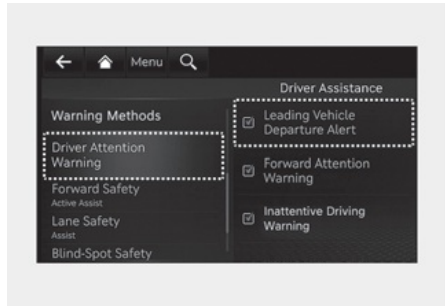 Menu
Driver Assistance
Warning Methods
Driver Attention
Warning
Forward Safety
Active Assist
Lane Safety
Assist
Blind-Spot Safety
Leading Vehicle
Departure Alert
Forward Attention
Warning
Inattentive Driving
Warning